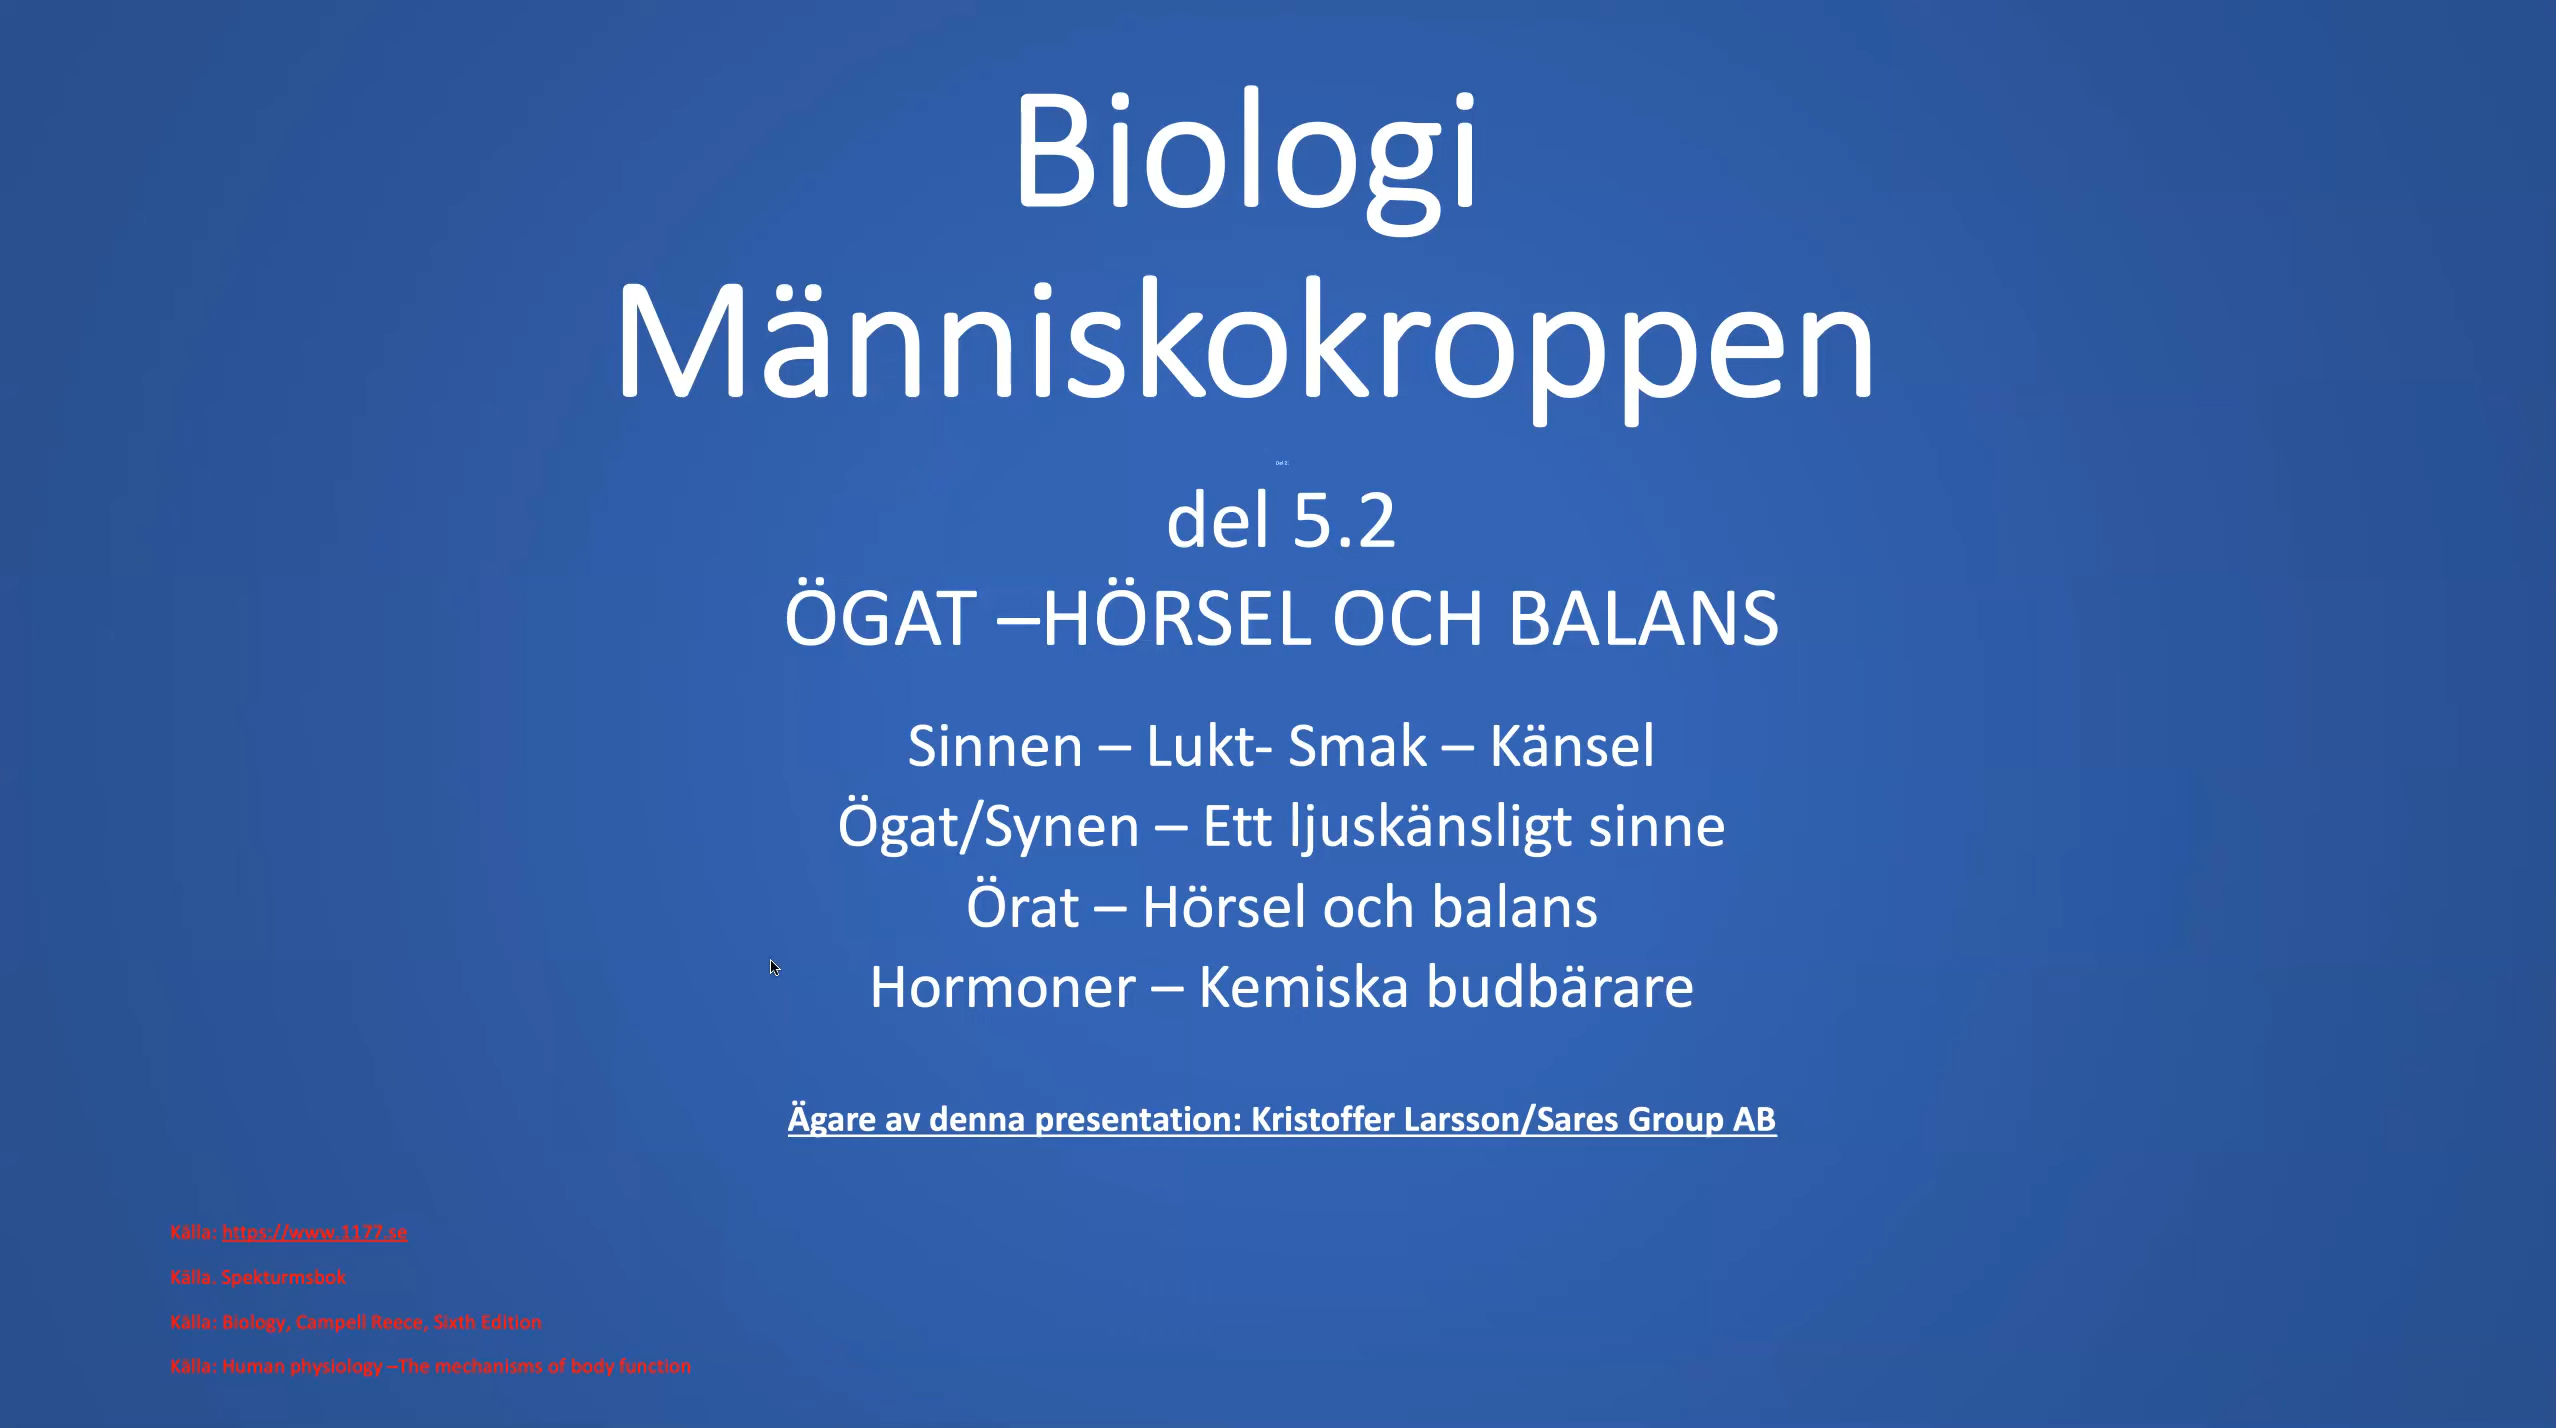 Biologi
Människokroppen
Del 2:
del 5.2
ÖGAT –HÖRSEL OCH BALANS
Sinnen – Lukt- Smak – Känsel
Ögat/Synen – Ett ljuskänsligt sinne
Örat – Hörsel och balans
Hormoner – Kemiska budbärare
Ägare av denna presentation: Kristoffer Larsson/Sares Group AB
Källa: https://www.1177.se
Källa. Spekturmsbok
Källa: Biology, Campell Reece, Sixth Edition
Källa: Human physiology –The mechanisms of body function